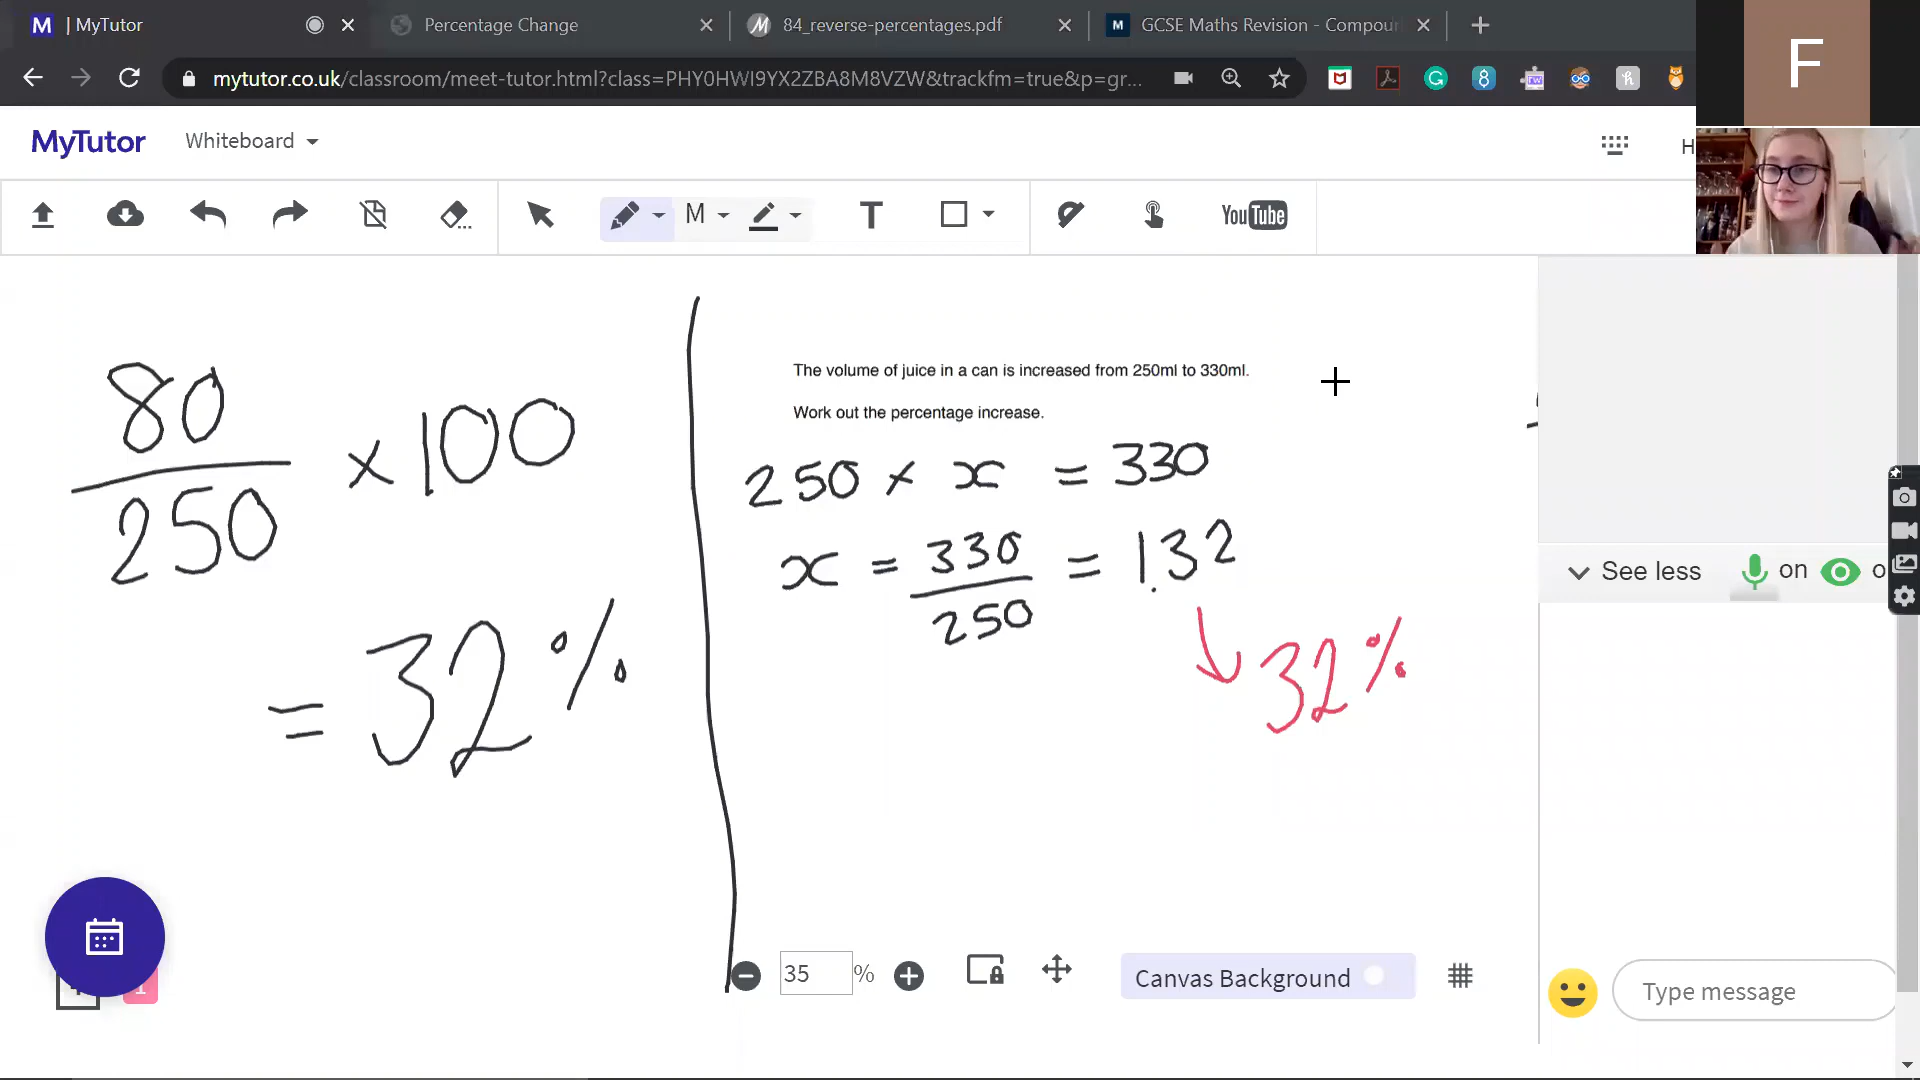 M | MyTutor
Percentage Change
84_reverse-percentages.pdf
M GCSE Maths Revision - Compou
mytutor.co.uk/classroom/meet-tutor.html?class=PHY0HWI9YX2ZBA8M8VZW&trackfm=true&p=gr...
F
MyTutor
Whiteboard
H
M
T
YouTube
80
250
×100
= 32%
The volume of juice in a can is increased from 250ml to 330ml.
Work out the percentage increase.
250 × x = 330
x = 330
250
= 1.32
32%
See less
on
o
1
35 %
Canvas Background
Type message